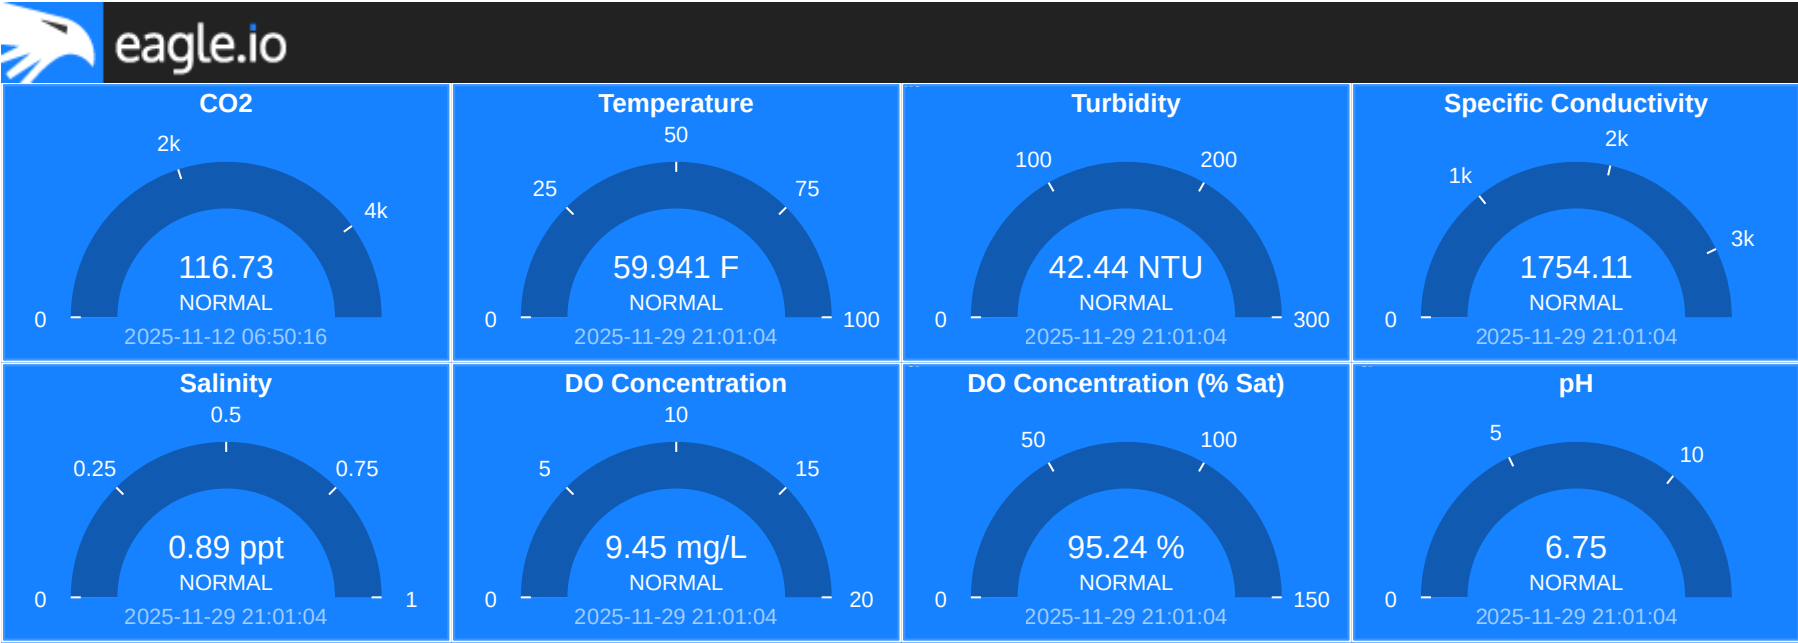 eagle.io
CO2
2k
4k
0
116.73
NORMAL
2025-11-12 06:50:16
Temperature
50
25
75
0
100
59.941 F
NORMAL
2025-11-29 21:01:04
Turbidity
100
200
0
300
42.44 NTU
NORMAL
2025-11-29 21:01:04
Specific Conductivity
2k
1k
3k
0
1754.11
NORMAL
2025-11-29 21:01:04
Salinity
0.5
0.25
0.75
0
1
0.89 ppt
NORMAL
2025-11-29 21:01:04
DO Concentration
10
5
15
0
20
9.45 mg/L
NORMAL
2025-11-29 21:01:04
DO Concentration (% Sat)
50
100
0
150
95.24 %
NORMAL
2025-11-29 21:01:04
pH
5
10
0
6.75
NORMAL
2025-11-29 21:01:04